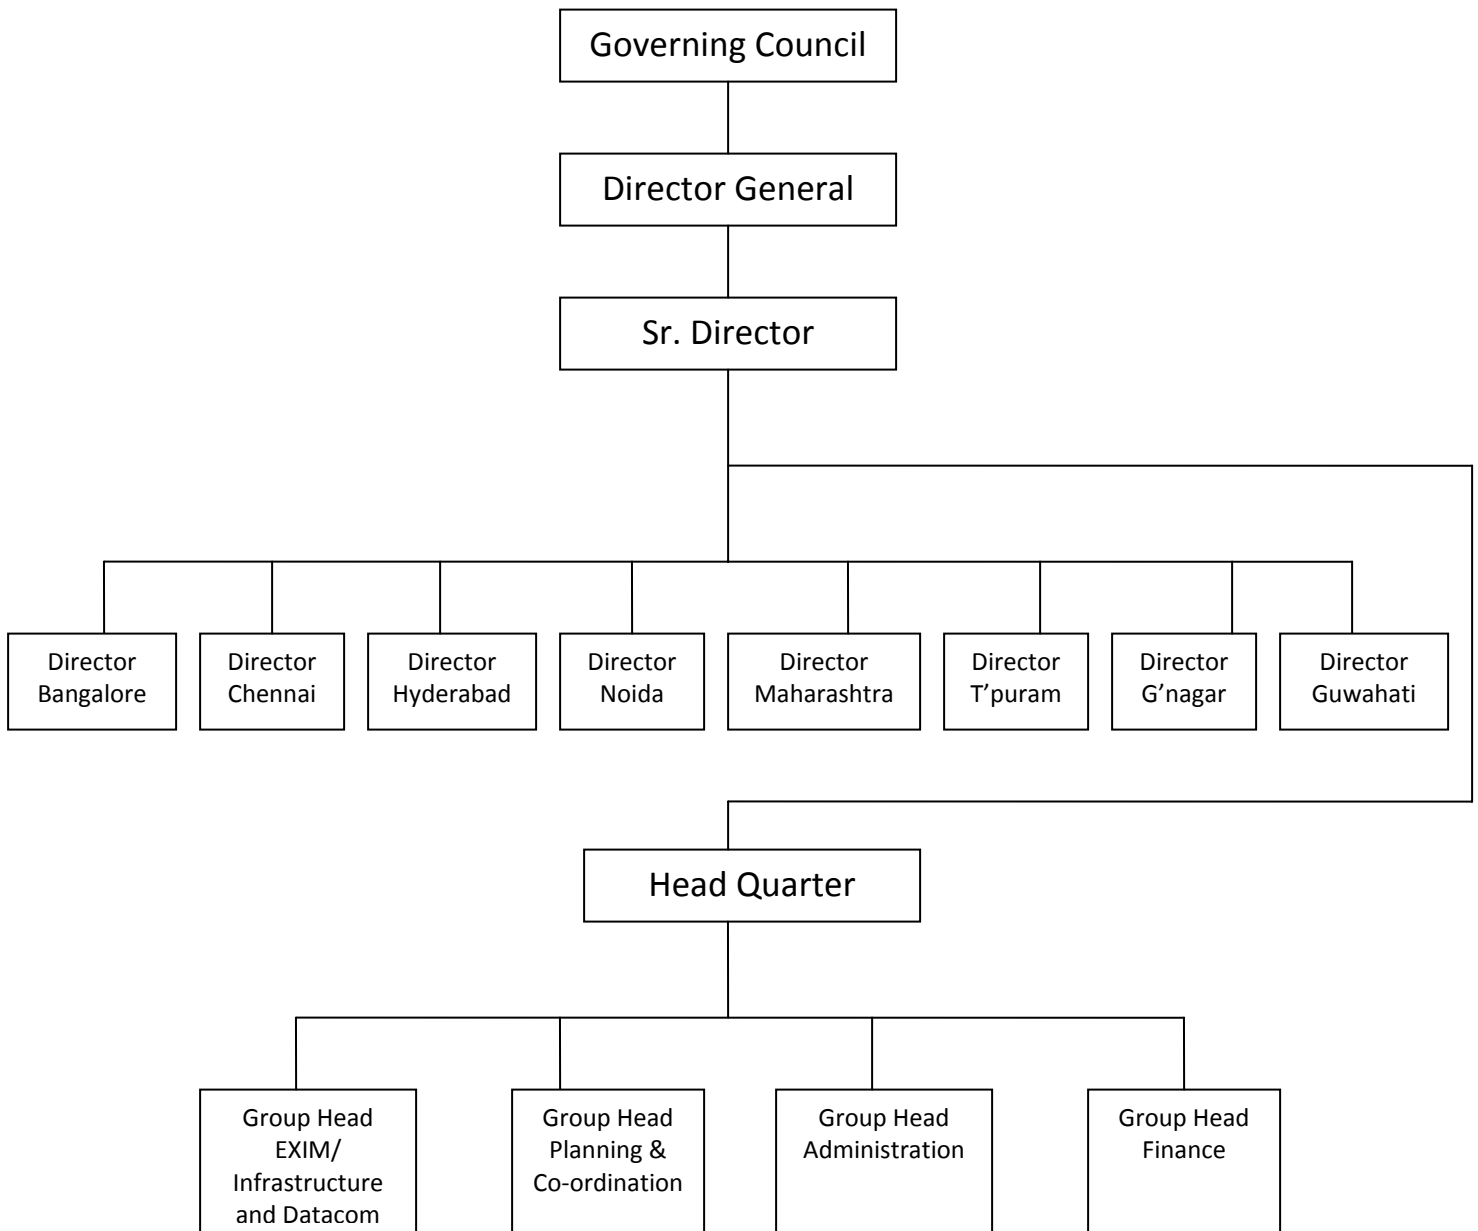 Governing Council
Director General
Sr. Director
Director
Bangalore
Director
Chennai
Director
Hyderabad
Director
Noida
Director
Maharashtra
Director
T’puram
Director
G’nagar
Director
Guwahati
Head Quarter
Group Head
EXIM/
Infrastructure
and Datacom
Group Head
Planning &
Co-ordination
Group Head
Administration
Group Head
Finance